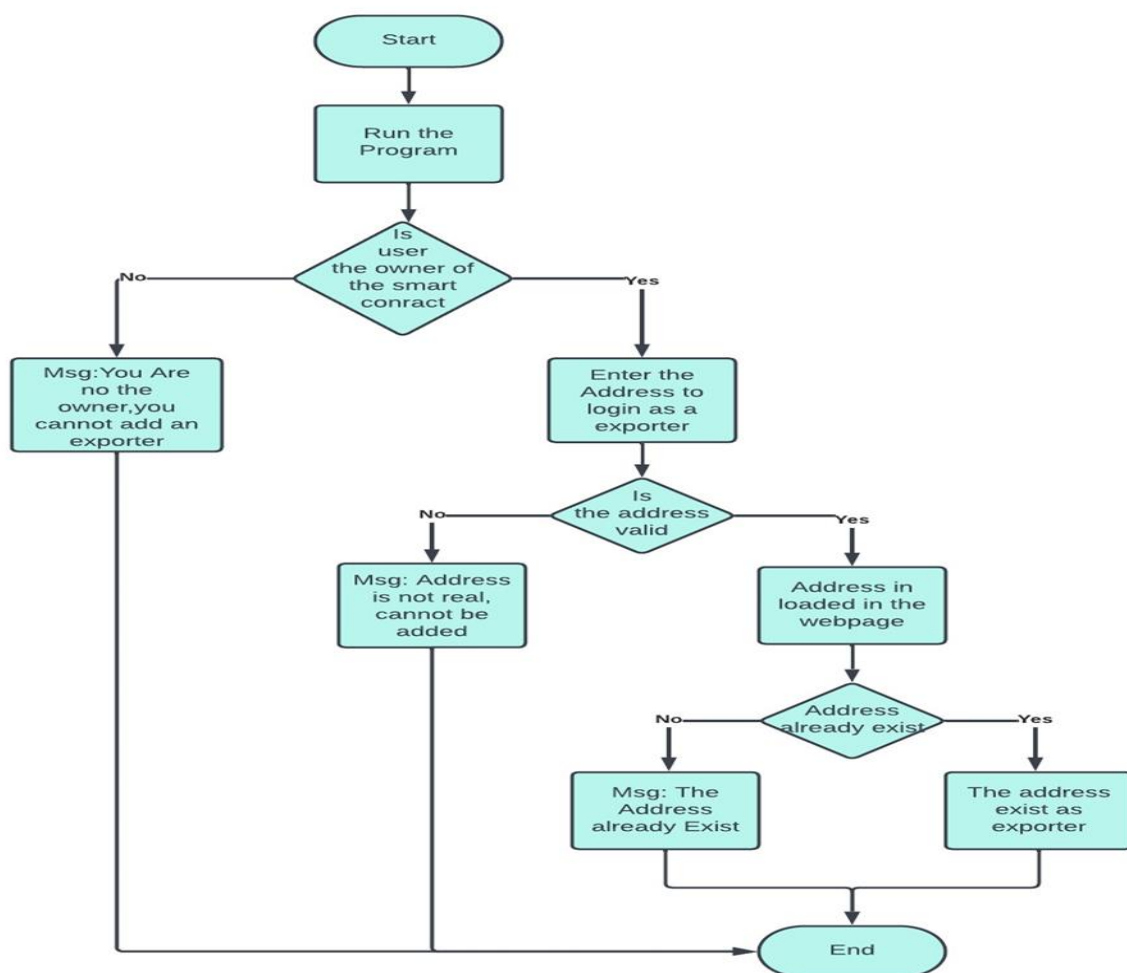 Start
Run the
Program
Is
user
the owner of
the smart
conract
No
Yes
Msg:You Are
no the
owner,you
cannot add an
exporter
Enter the
Address to
login as a
exporter
Is
the address
valid
No
Yes
Msg: Address
is not real,
cannot be
added
Address in
loaded in the
webpage
Address
already exist
No
Yes
Msg: The
Address
already Exist
The address
exist as
exporter
End